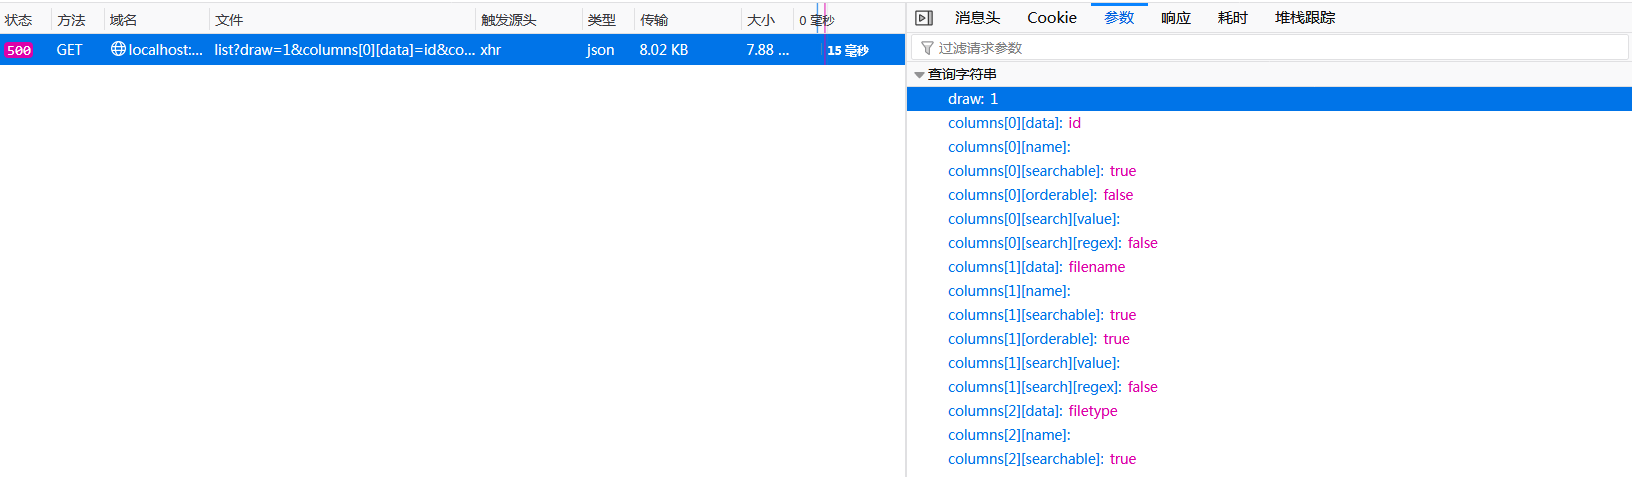 状态 方法 域名 文件 触发源头 类型 传输 大小 0 毫秒
500 GET localhost:... list?draw=1&columns[0][data]=id&co... xhr json 8.02 KB 7.88 ... 15 毫秒
消息头 Cookie 参数 响应 耗时 堆栈跟踪
过滤请求参数
查询字符串
draw: 1
columns[0][data]: id
columns[0][name]:
columns[0][searchable]: true
columns[0][orderable]: false
columns[0][search][value]:
columns[0][search][regex]: false
columns[1][data]: filename
columns[1][name]:
columns[1][searchable]: true
columns[1][orderable]: true
columns[1][search][value]:
columns[1][search][regex]: false
columns[2][data]: filetype
columns[2][name]:
columns[2][searchable]: true